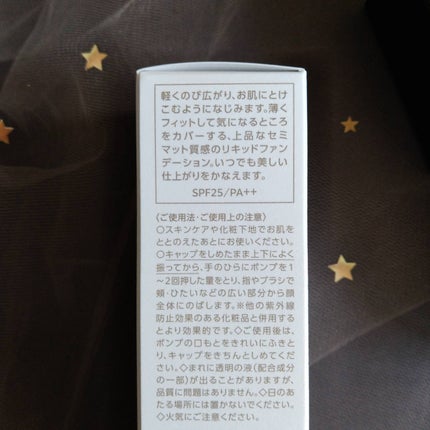 軽くのび広がり、お肌にとけ
こむようになじみます。薄く
フィットして気になるところ
をカバーする、上品なセミ
マット質感のリキッドファン
デーション。いつでも美しい
仕上がりをかなえます。
SPF25/PA++
〈ご使用法・ご使用上の注意〉
○スキンケアや化粧下地でお肌を
ととのえたあとにお使いください。
○キャップをしめたまま上下によく
振ってから、手のひらにポンプを1
～2回押した量をとり、指やブラシで
頬・ひたいなどの広い部分から顔
全体にのばします。※他の紫外線
防止効果のある化粧品と併用する
とより効果的です。◇ご使用後は、
ポンプの口もとをきれいにふきと
り、キャップをきちんとしめてくだ
さい。◇まれに透明の液(配合成分
の一部)が出ることがありますが、
品質に問題はありません。◇日のあ
たる場所には置かないでください。
◇火気にご注意ください。